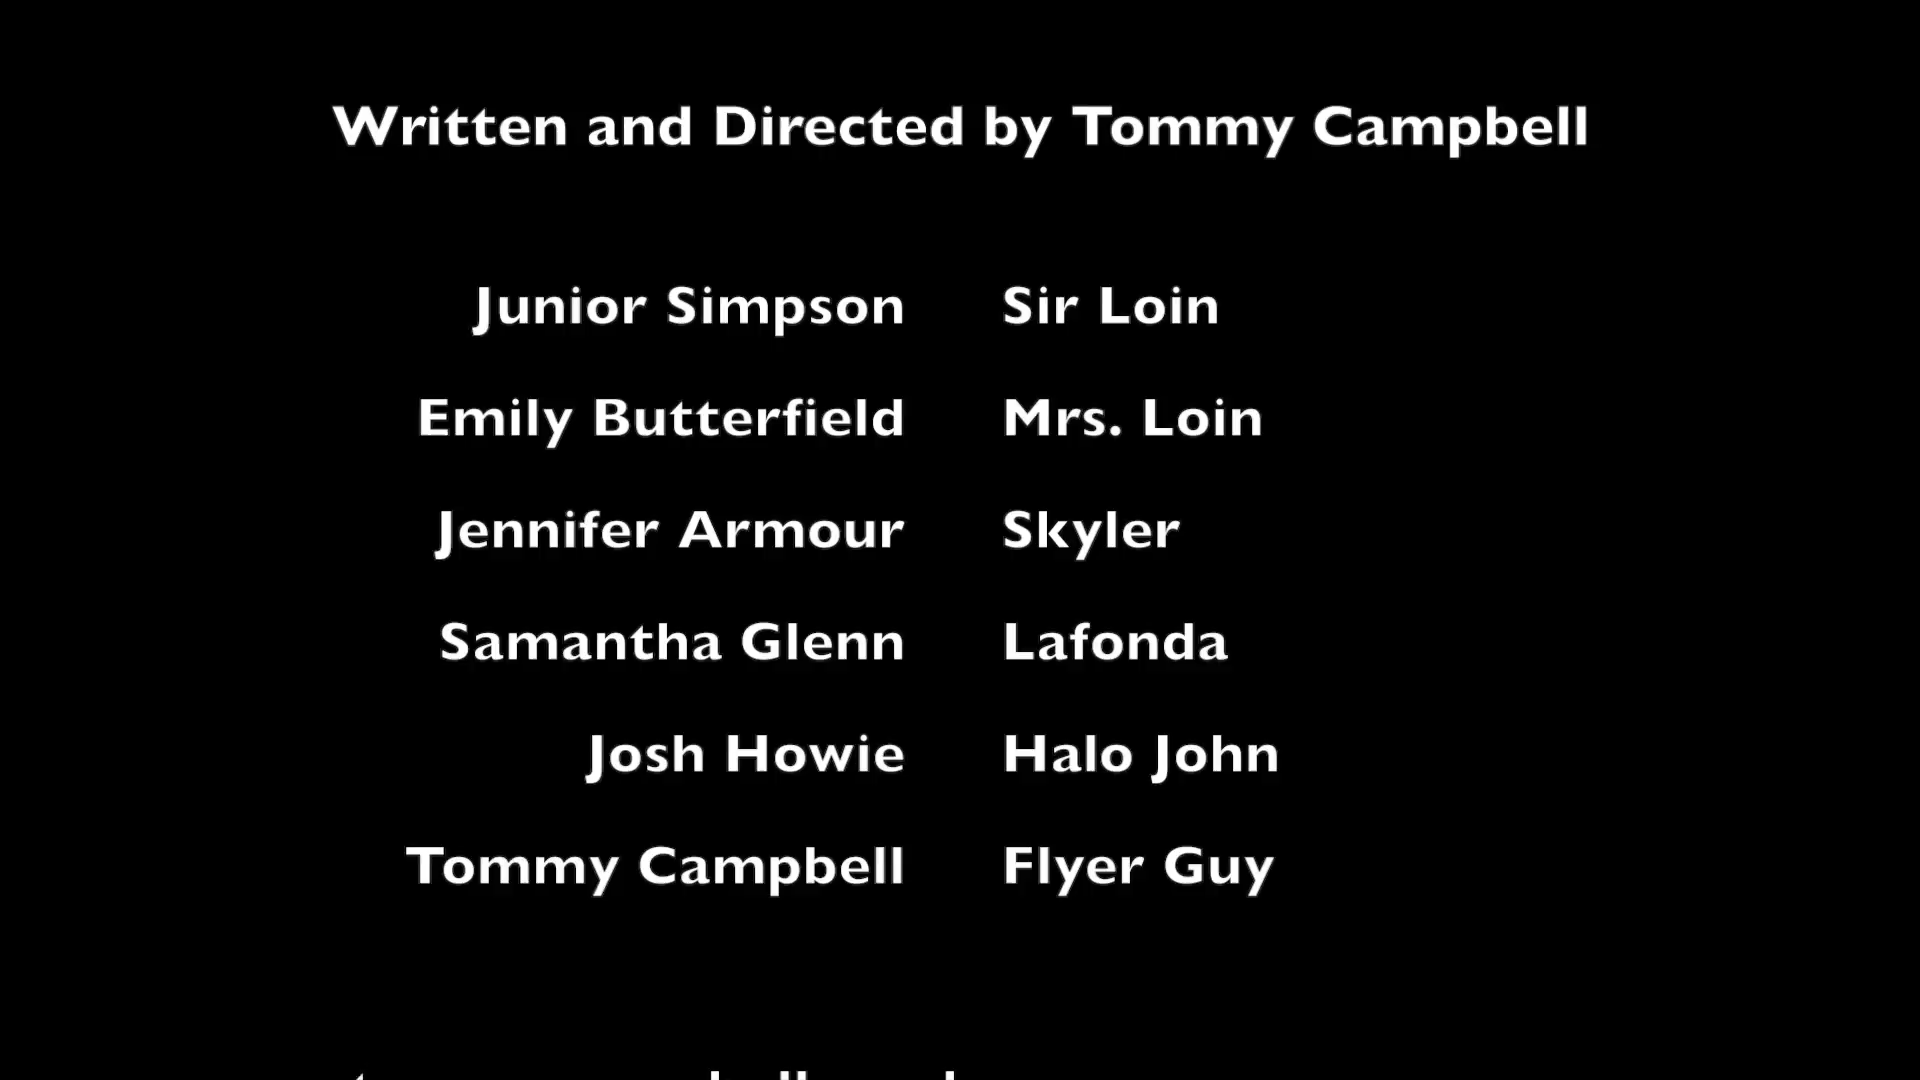 Written and Directed by Tommy Campbell
Junior Simpson Sir Loin
Emily Butterfield Mrs. Loin
Jennifer Armour Skyler
Samantha Glenn Lafonda
Josh Howie Halo John
Tommy Campbell Flyer Guy